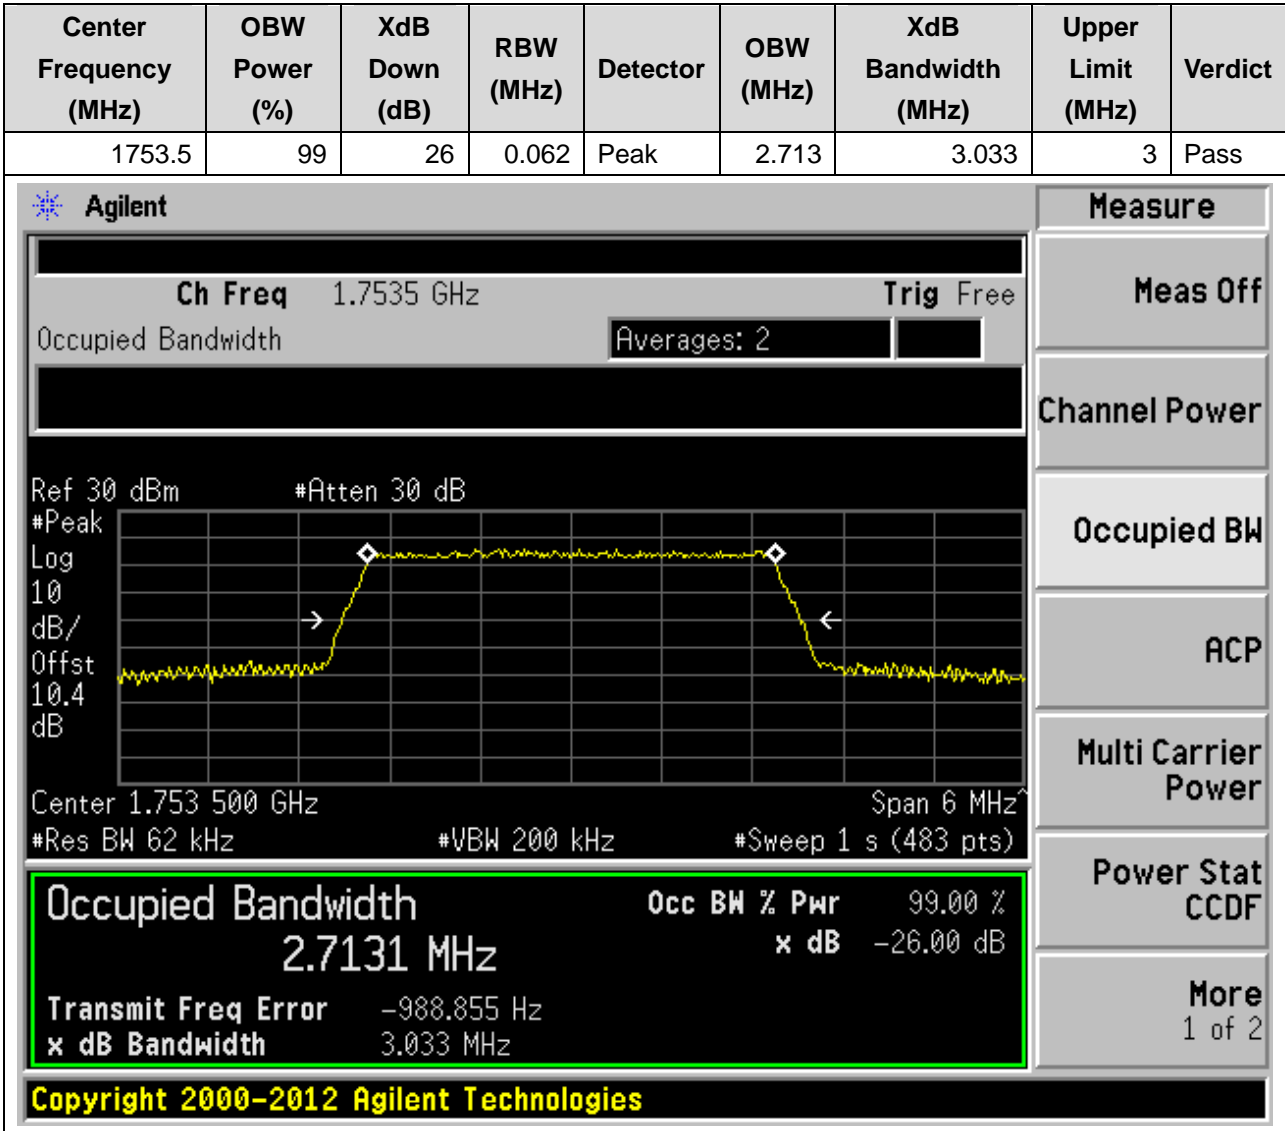 Center Frequency (MHz) OBW Power (%) XdB Down (dB) RBW (MHz) Detector OBW (MHz) XdB Bandwidth (MHz) Upper Limit (MHz) Verdict
1753.5 99 26 0.062 Peak 2.713 3.033 3 Pass
Agilent
Measure
Ch Freq 1.7535 GHz Trig Free
Meas Off
Occupied Bandwidth Averages: 2
Channel Power
Ref 30 dBm #Atten 30 dB
#Peak
Log
10
dB/
Offst
10.4
dB
Occupied BW
ACP
Multi Carrier
Power
Center 1.753 500 GHz Span 6 MHz^
#Res BW 62 kHz #VBW 200 kHz #Sweep 1 s (483 pts)
Power Stat
CCDF
Occupied Bandwidth Occ BW % Pwr 99.00 %
2.7131 MHz x dB -26.00 dB
Transmit Freq Error -988.855 Hz
x dB Bandwidth 3.033 MHz
More
1 of 2
Copyright 2000-2012 Agilent Technologies